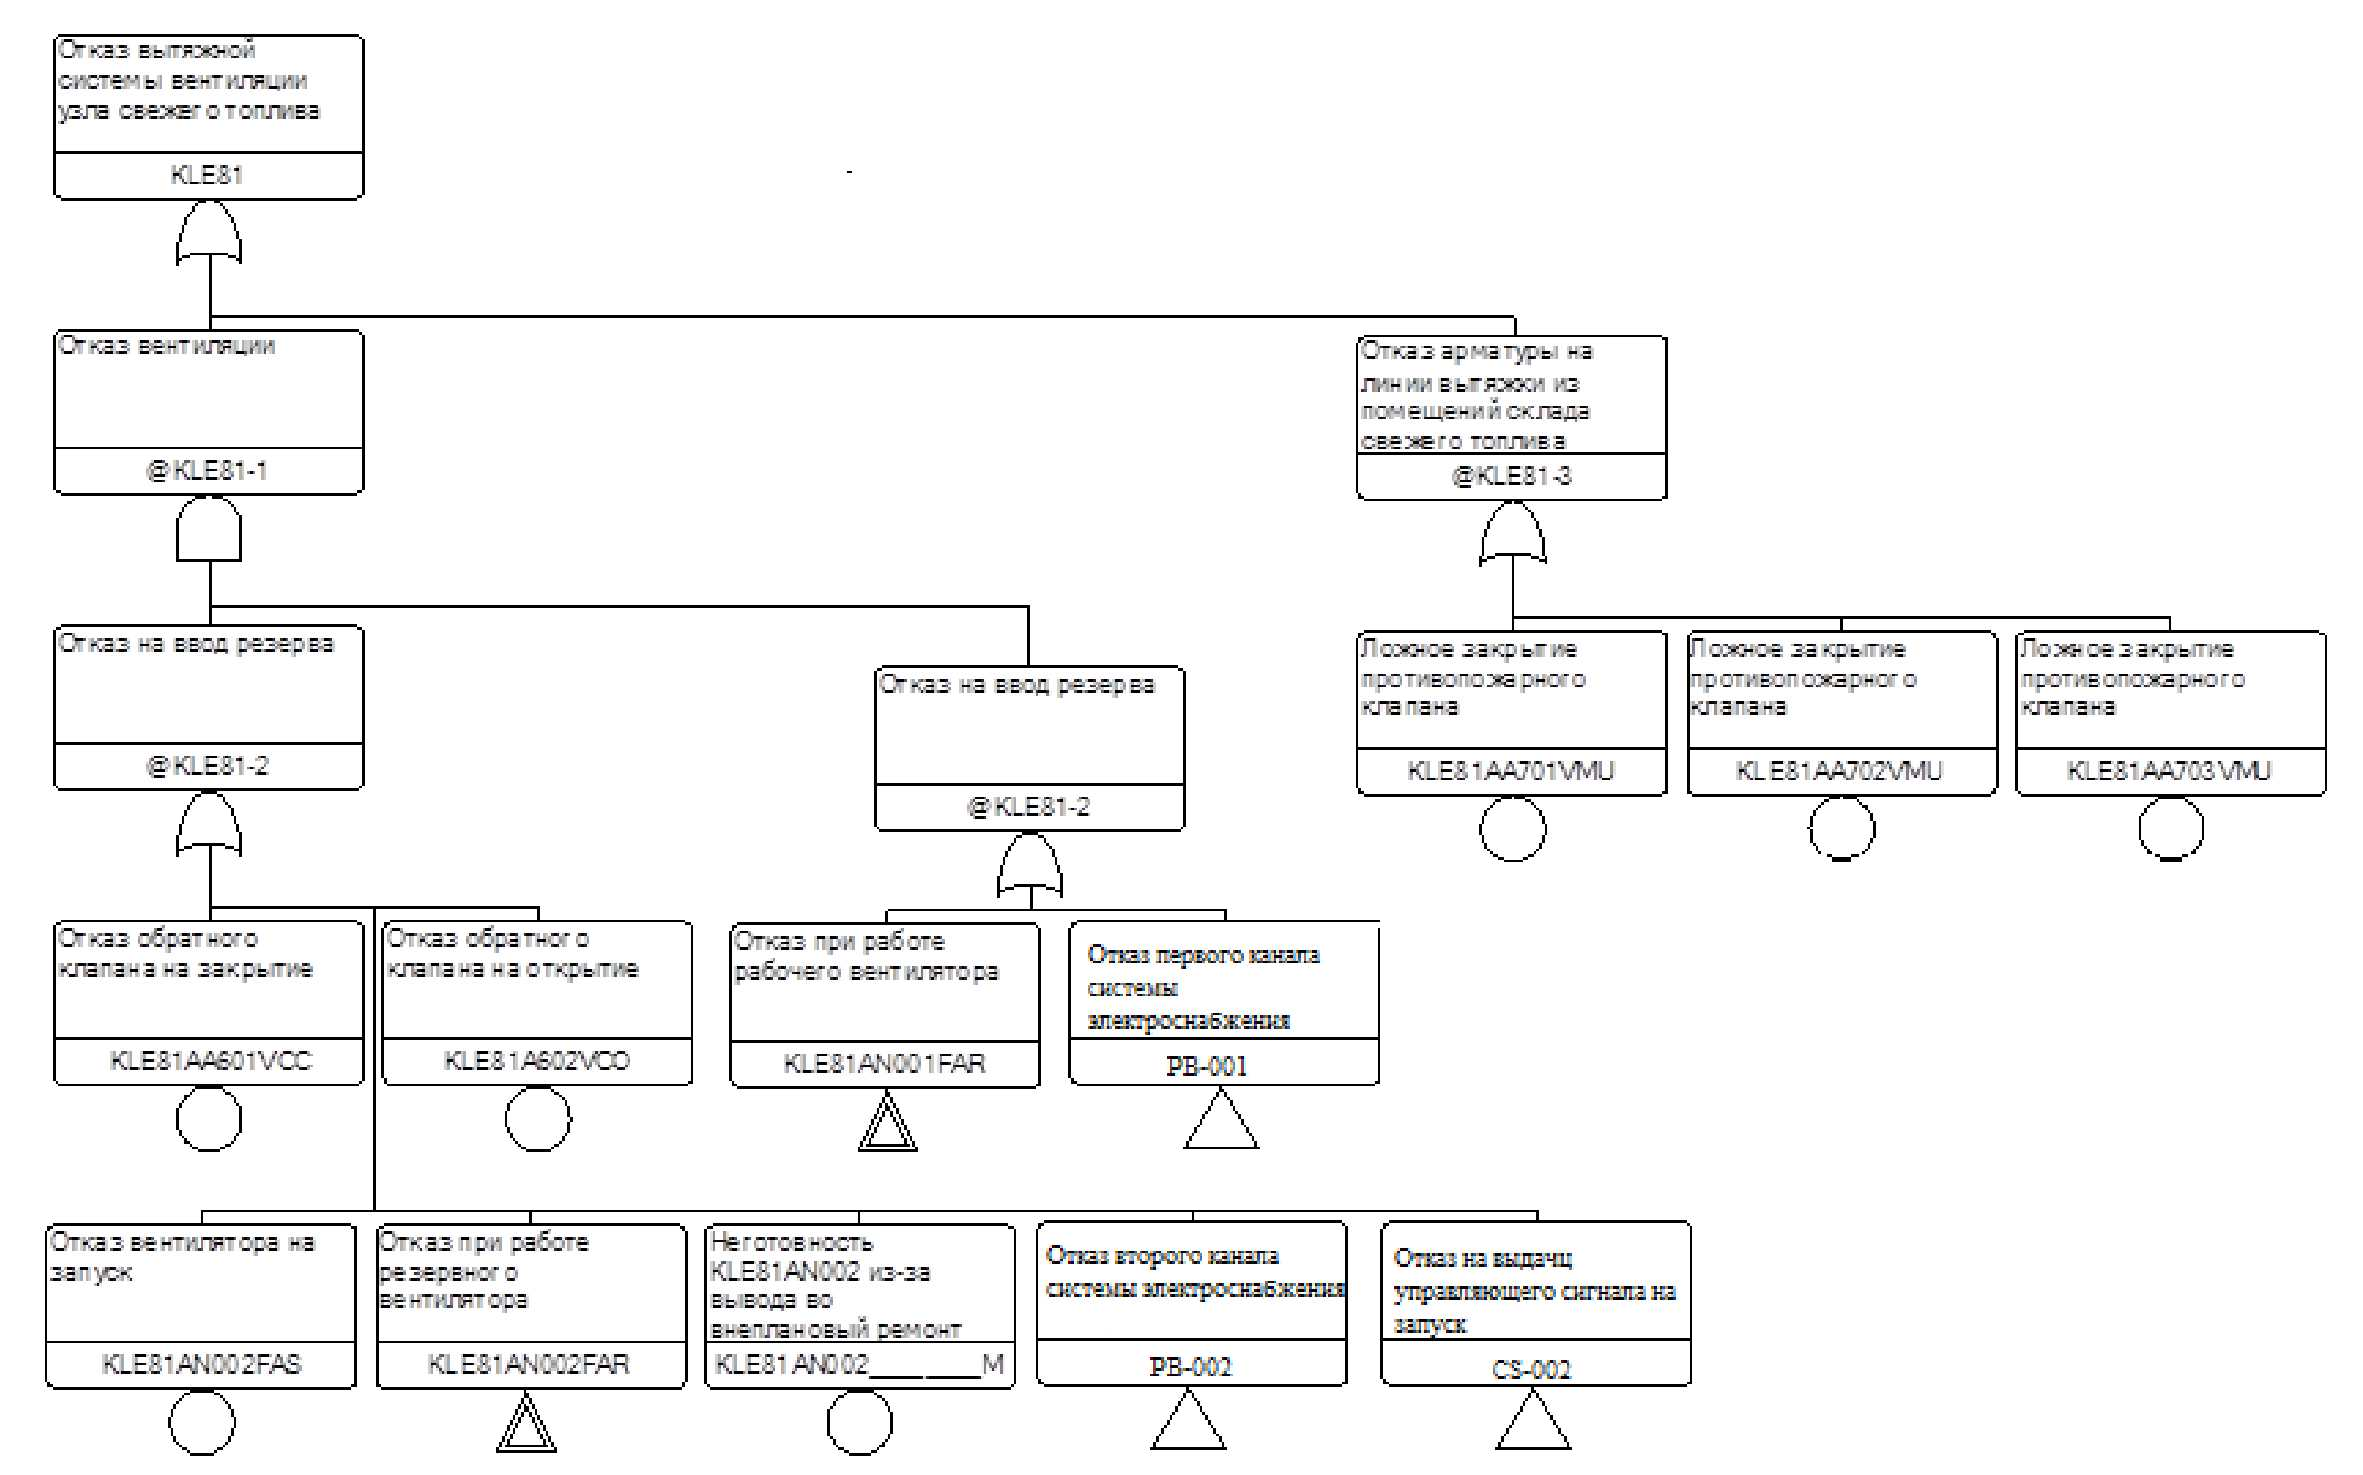 Отказ вытяжной
системы вентиляции
узла свежего топлива
KLE81
Отказ вентиляции
@KLE81-1
Отказ арматуры на
линии вытяжки из
помещений склада
свежего топлива
@KLE81-3
Отказ на ввод резерва
@KLE81-2
Отказ на ввод резерва
@KLE81-2
Ложное закрытие
противопожарного
клапана
KLE81AA701VMU
Ложное закрытие
противопожарного
клапана
KLE81AA702VMU
Ложное закрытие
противопожарного
клапана
KLE81AA703VMU
Отказ обратного
клапана на закрытие
KLE81AA601VCC
Отказ обратного
клапана на открытие
KLE81A602VCO
Отказ при работе
рабочего вентилятора
KLE81AN001FAR
Отказ первого канала
системы
электроснабжения
PB-001
Отказ вентилятора на
запуск
KLE81AN002FAS
Отказ при работе
резервного
вентилятора
KLE81AN002FAR
Неготовность
KLE81AN002 из-за
вывода во
внеплановый ремонт
KLE81AN002________M
Отказ второго канала
системы электроснабжения
PB-002
Отказ на выдачц
управляющего сигнала на
запуск
CS-002